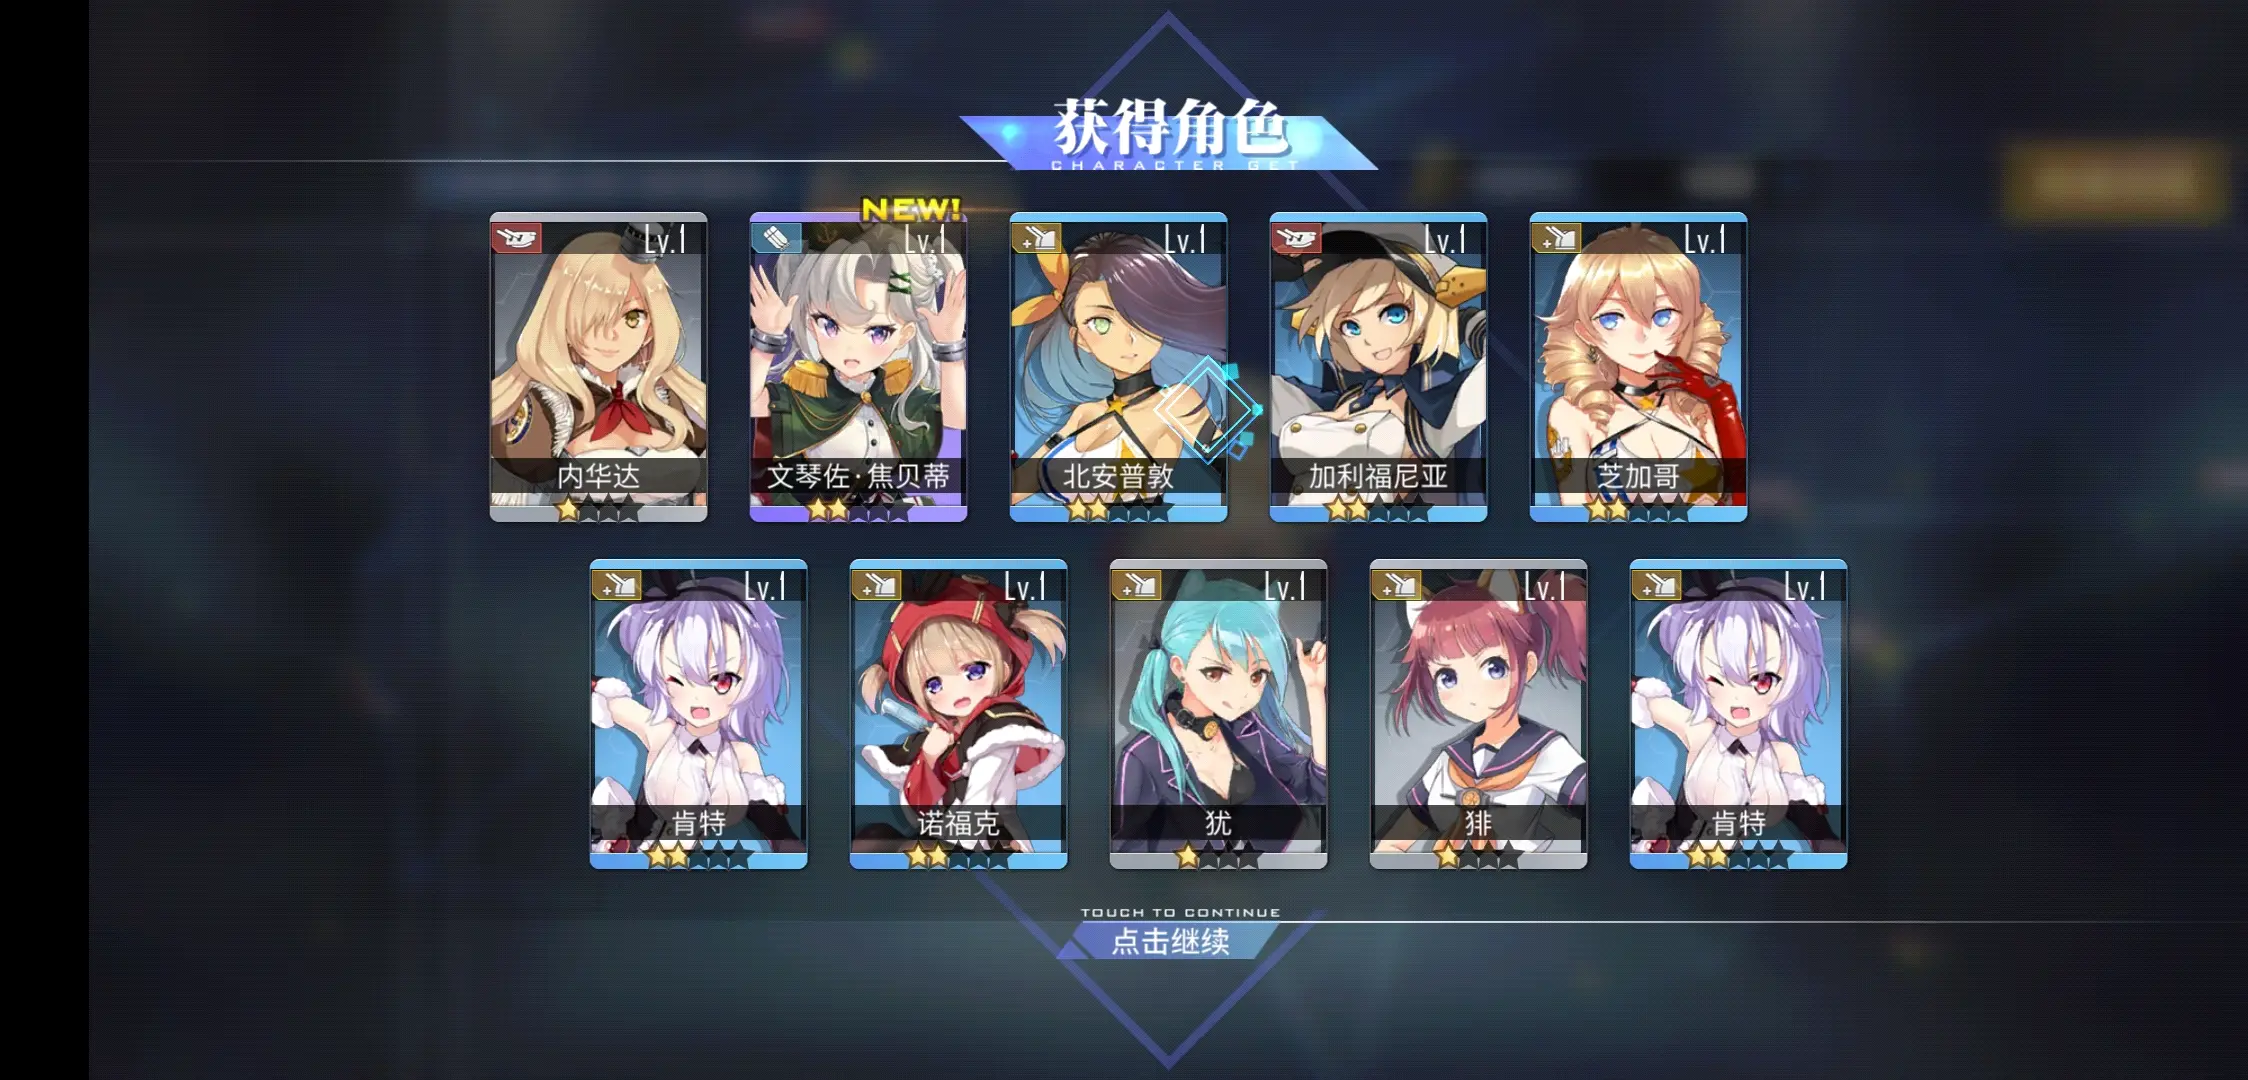 获得角色
CHARACTER GET
NEW!
Lv.1
Lv.1
Lv.1
Lv.1
Lv.1
内华达
文琴佐·焦贝蒂
北安普敦
加利福尼亚
芝加哥
Lv.1
Lv.1
Lv.1
Lv.1
Lv.1
肯特
诺福克
犹
猅
肯特
TOUCH TO CONTINUE
点击继续